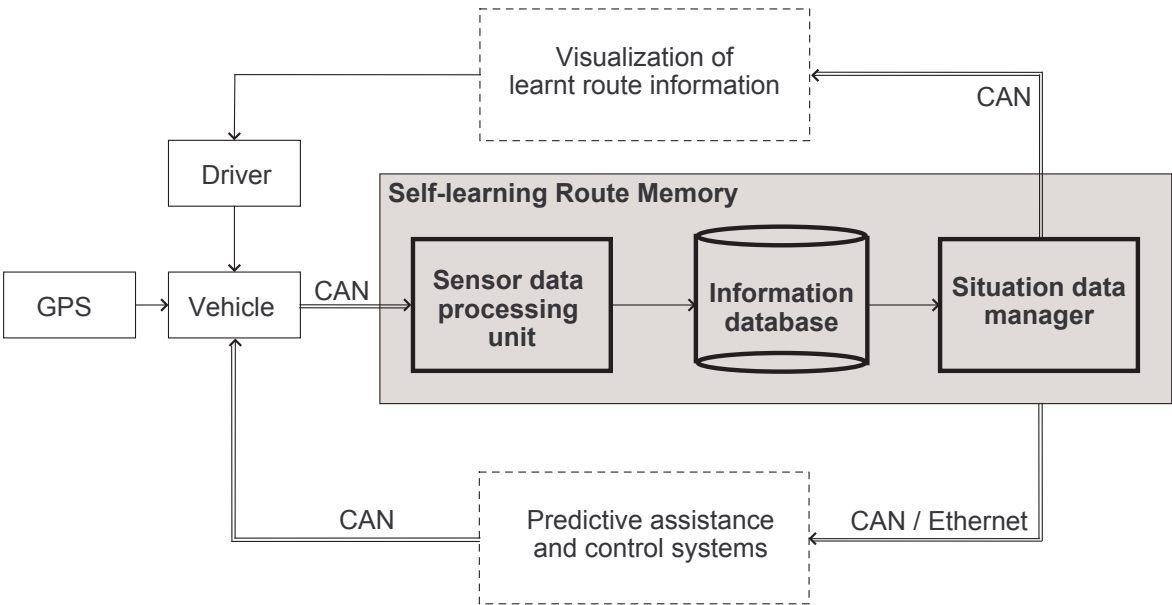 Visualization of
learnt route information
CAN
Driver
Self-learning Route Memory
GPS
Vehicle
CAN
Sensor data
processing
unit
Information
database
Situation data
manager
CAN
Predictive assistance
and control systems
CAN / Ethernet